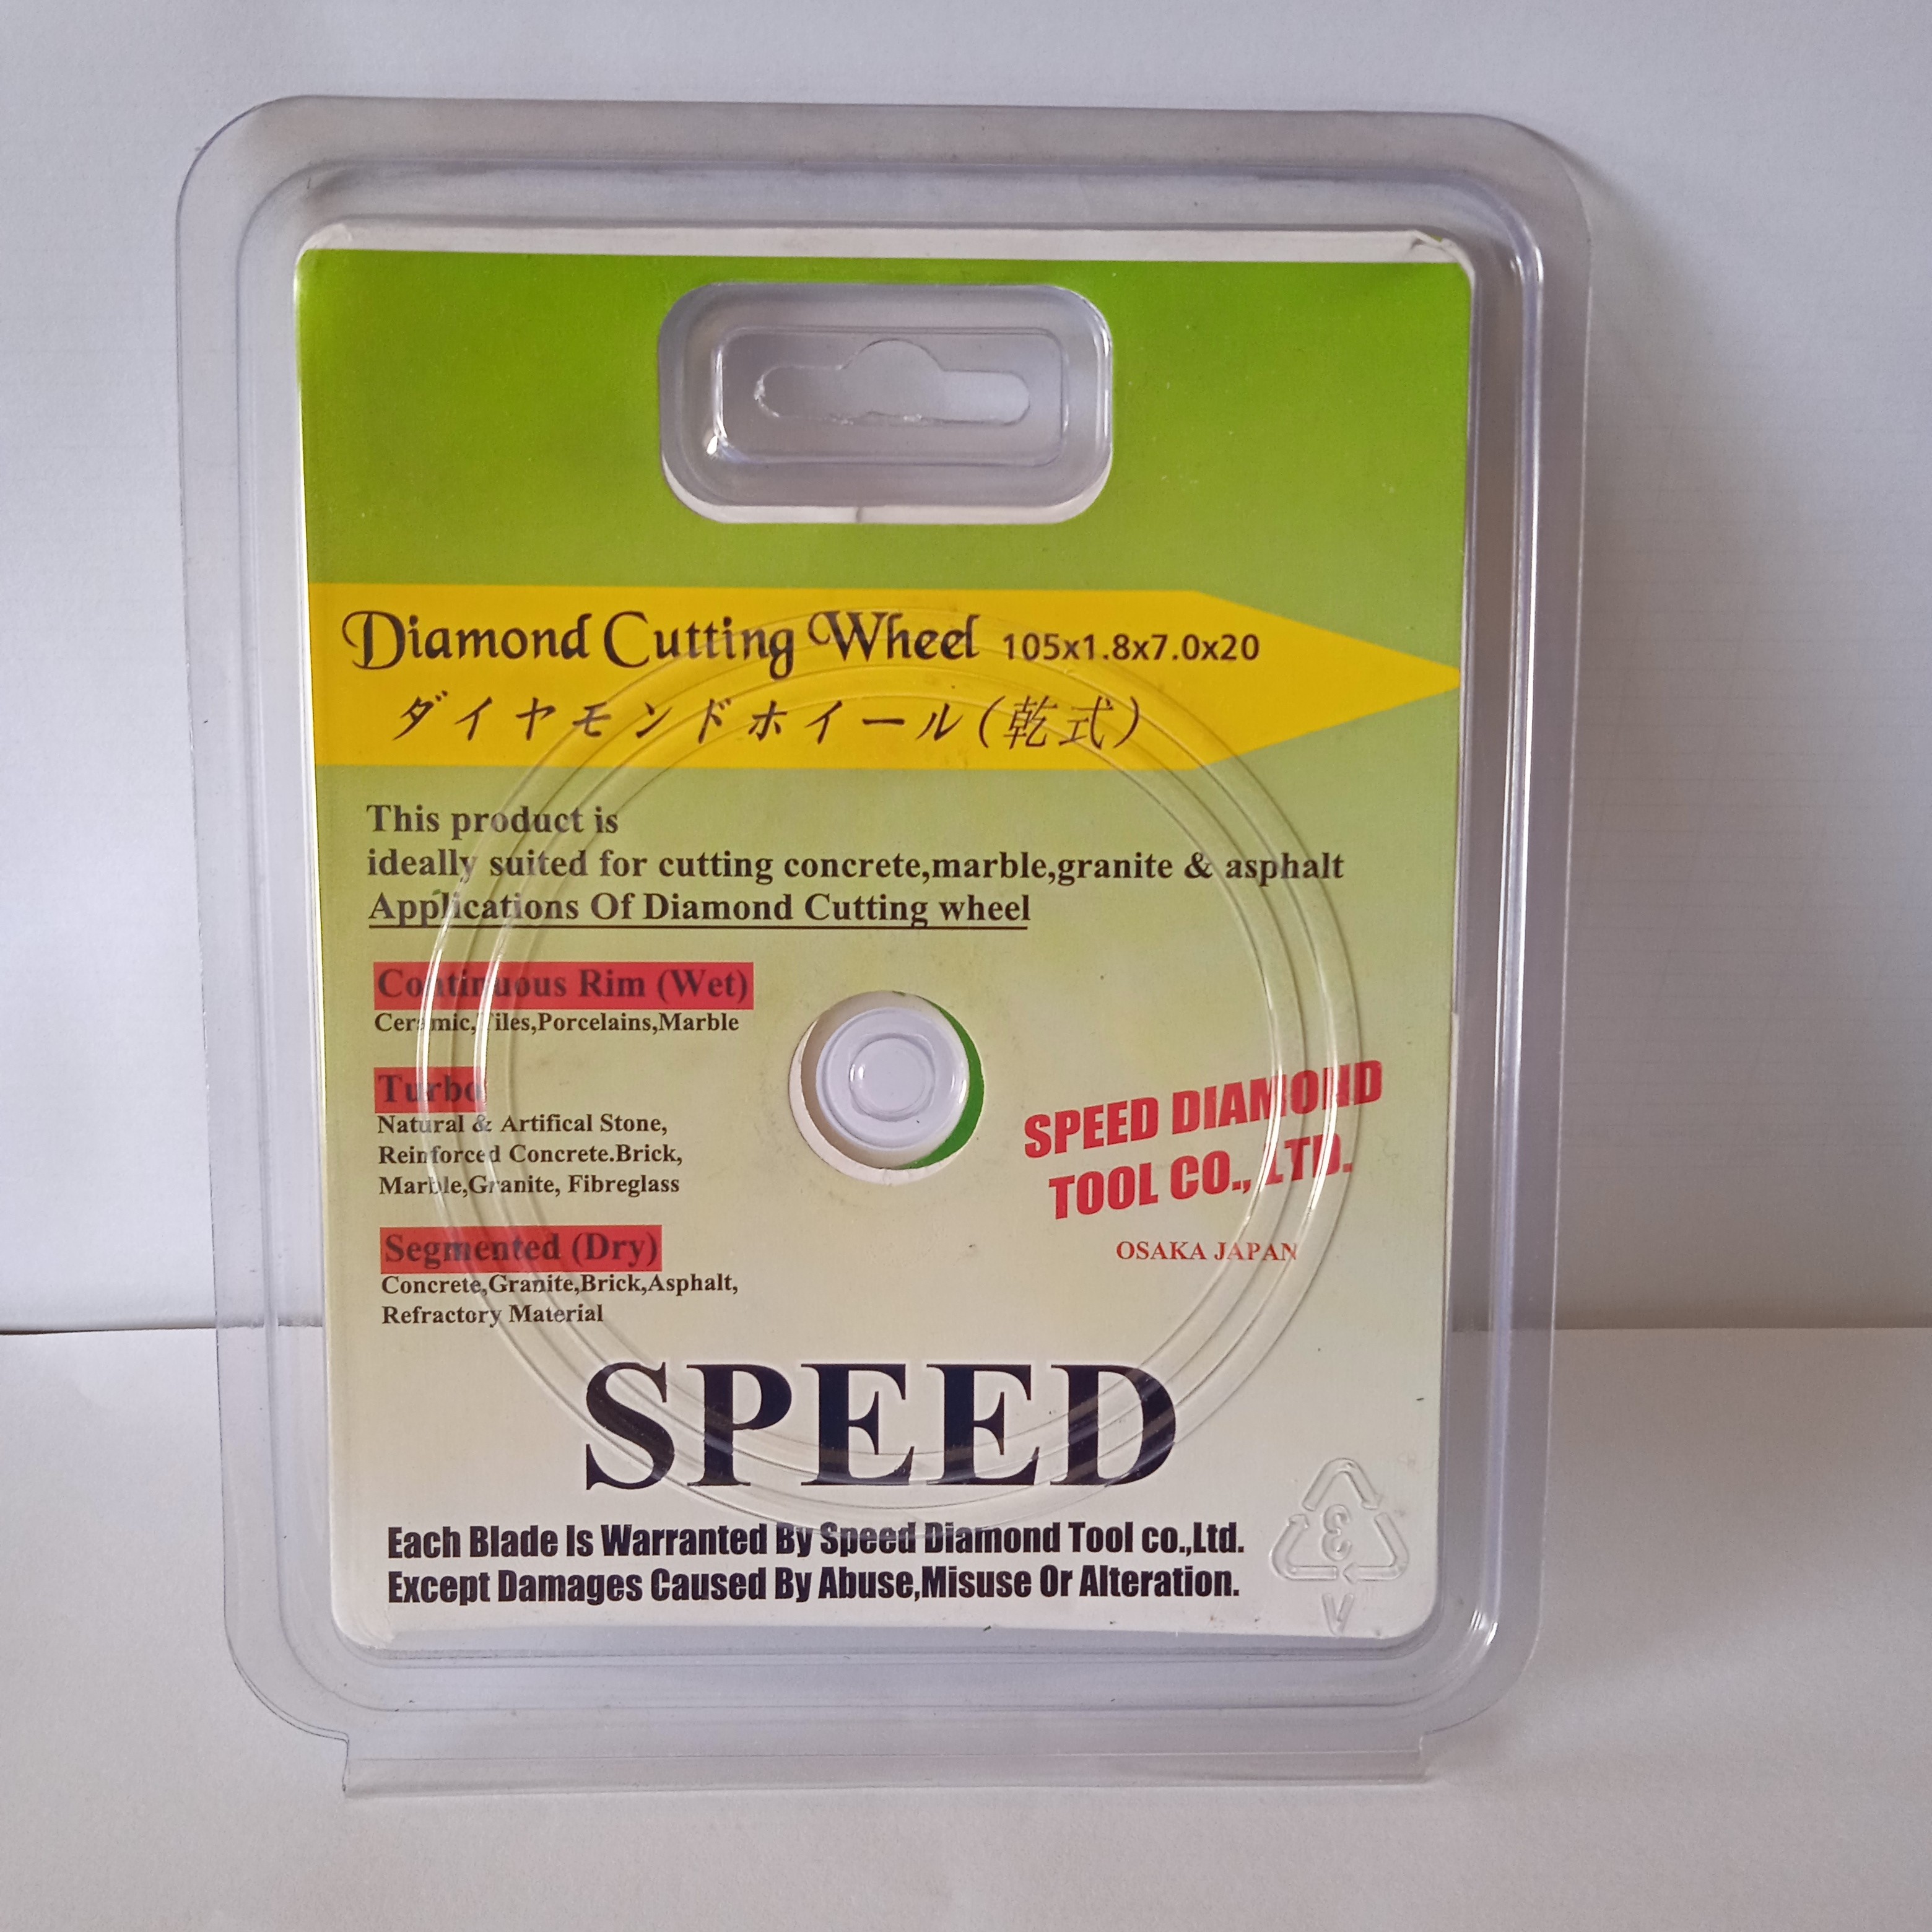 Diamond Cutting Wheel 105x1.8x7.0x20
ダイヤモンドホイール(乾式)
This product is
ideally suited for cutting concrete,marble,granite & asphalt
Applications Of Diamond Cutting wheel
Continuous Rim (Wet)
Ceramic,Tiles,Porcelains,Marble
Turbo
Natural & Artifical Stone,
Reinforced Concrete.Brick,
Marble,Granite, Fibreglass
Segmented (Dry)
Concrete,Granite,Brick,Asphalt,
Refractory Material
SPEED DIAMOND
TOOL CO., LTD.
OSAKA JAPAN
SPEED
Each Blade Is Warranted By Speed Diamond Tool co.,Ltd.
Except Damages Caused By Abuse,Misuse Or Alteration.
3
V